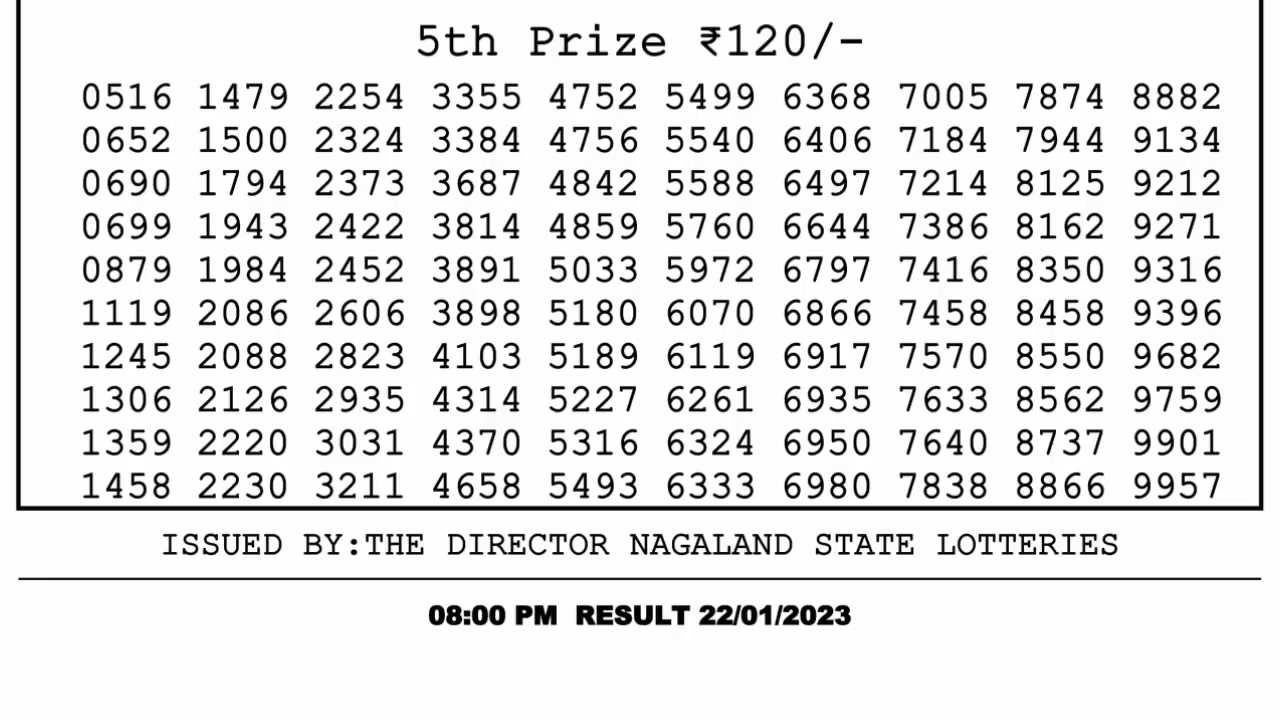 5th Prize ₹120/-
0516 1479 2254 3355 4752 5499 6368 7005 7874 8882
0652 1500 2324 3384 4756 5540 6406 7184 7944 9134
0690 1794 2373 3687 4842 5588 6497 7214 8125 9212
0699 1943 2422 3814 4859 5760 6644 7386 8162 9271
0879 1984 2452 3891 5033 5972 6797 7416 8350 9316
1119 2086 2606 3898 5180 6070 6866 7458 8458 9396
1245 2088 2823 4103 5189 6119 6917 7570 8550 9682
1306 2126 2935 4314 5227 6261 6935 7633 8562 9759
1359 2220 3031 4370 5316 6324 6950 7640 8737 9901
1458 2230 3211 4658 5493 6333 6980 7838 8866 9957
ISSUED BY:THE DIRECTOR NAGALAND STATE LOTTERIES
08:00 PM RESULT 22/01/2023